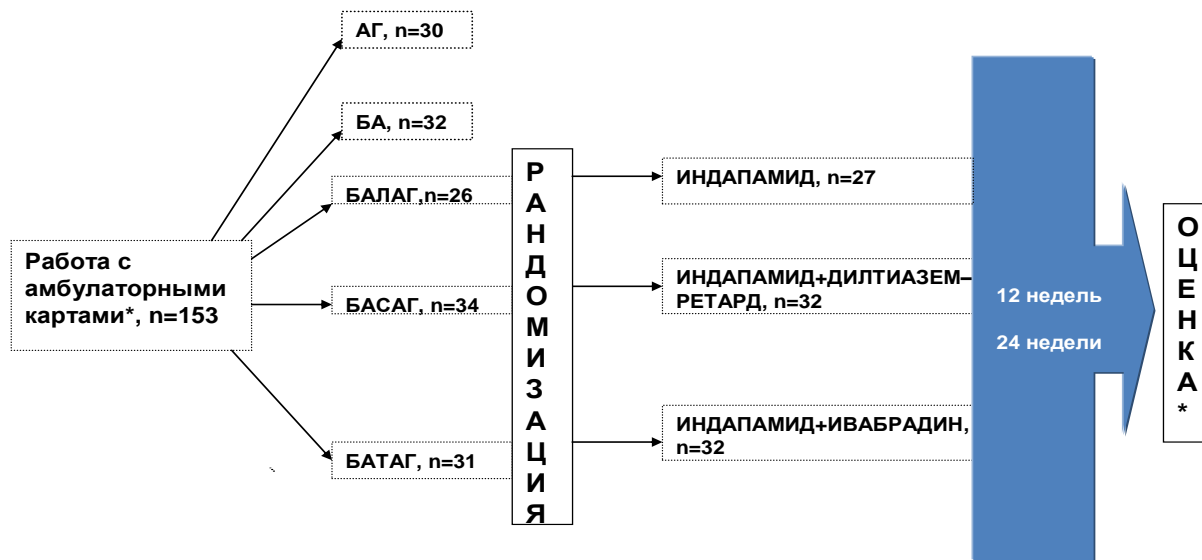 АГ, n=30
БА, n=32
БАЛАГ,n=26
Работа с
амбулаторными
картами*, n=153
БАСАГ, n=34
БАТАГ, n=31
Р
А
Н
Д
О
М
И
З
А
Ц
И
Я
ИНДАПАМИД, n=27
ИНДАПАМИД+ДИЛТИАЗЕМ–
РЕТАРД, n=32
ИНДАПАМИД+ИВАБРАДИН,
n=32
12 недель
24 недели
О
Ц
Е
Н
К
А
*